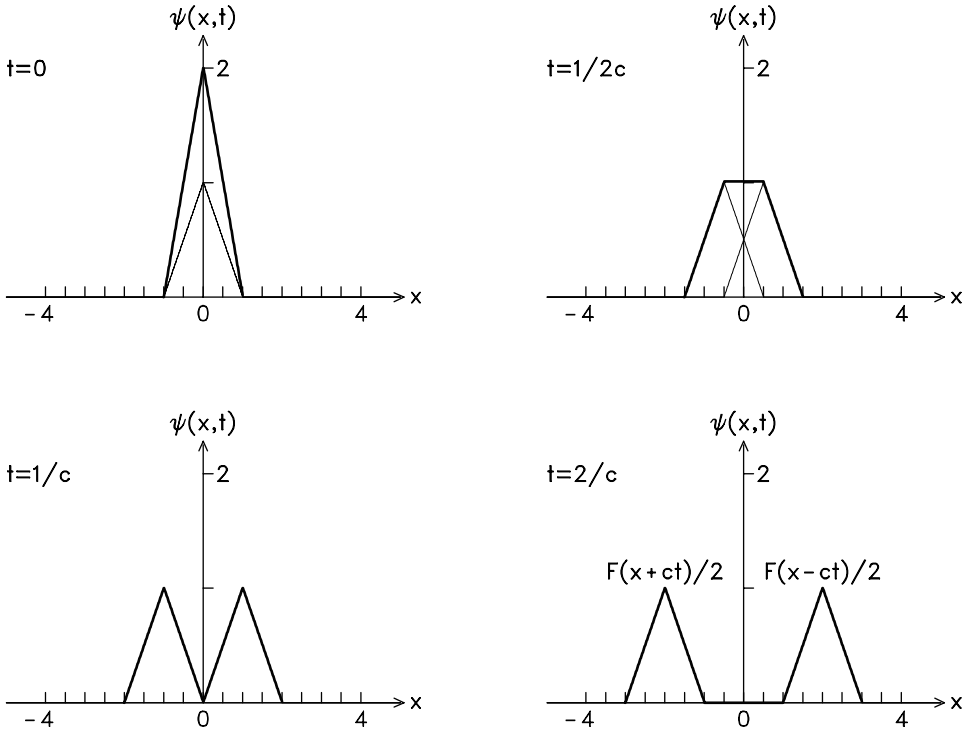 ψ(x,t)
t=0
2
x
-4 0 4
ψ(x,t)
t=1/2c
2
x
-4 0 4
ψ(x,t)
t=1/c
2
x
-4 0 4
ψ(x,t)
t=2/c
2
F(x+ct)/2 F(x-ct)/2
x
-4 0 4